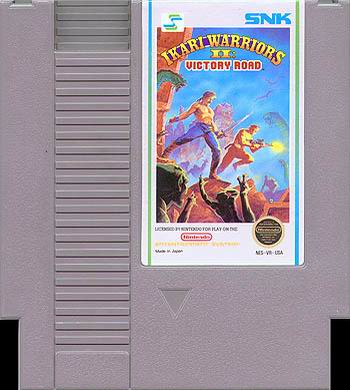 SNK
IKARI WARRIORS
II:
VICTORY ROAD
LICENSED BY NINTENDO FOR PLAY ON THE
Nintendo
ENTERTAINMENT SYSTEM
Made in Japan
Nintendo
NES-VR-USA